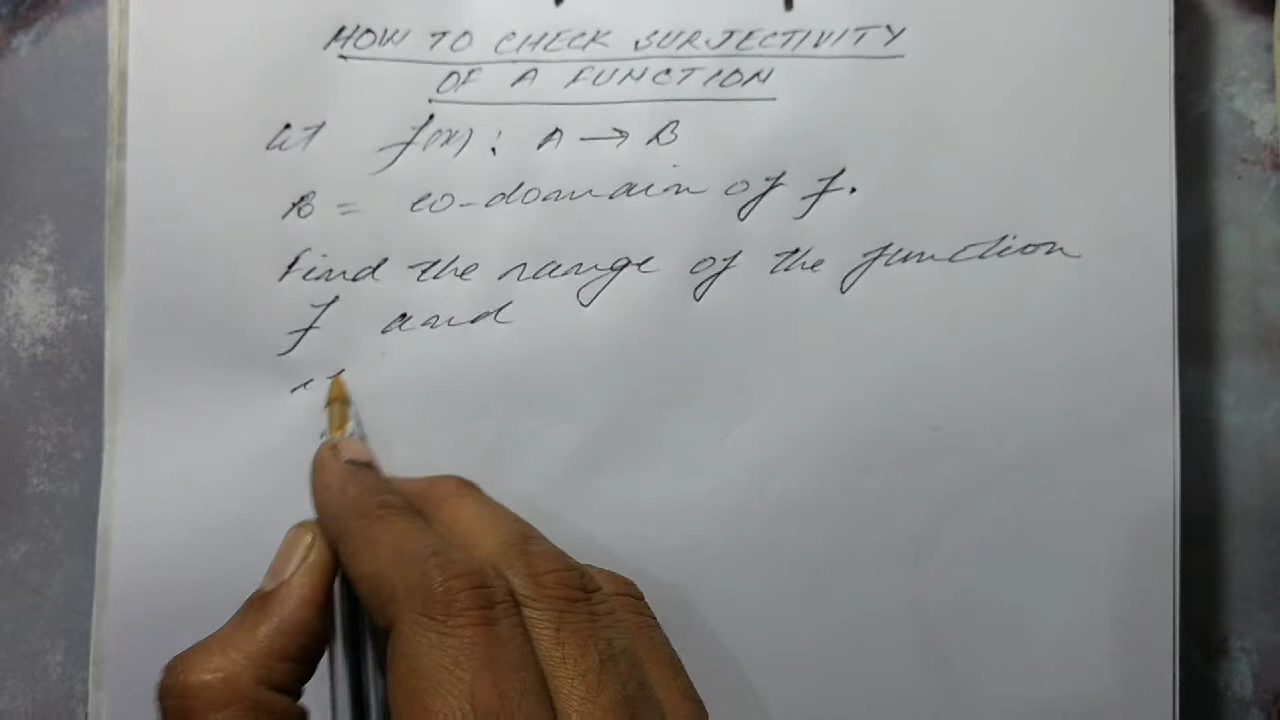 HOW TO CHECK SURJECTIVITY
OF A FUNCTION
Let f(x) : A → B
B = co-domain of f.
Find the range of the function
f and